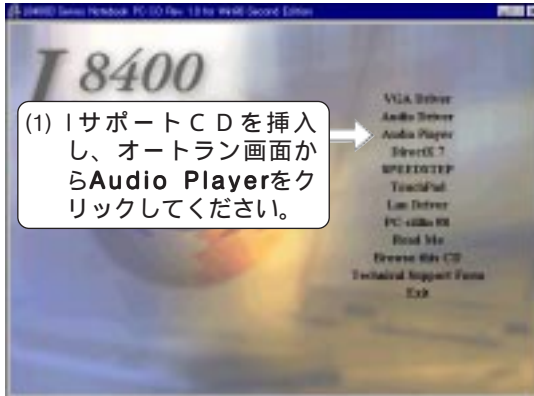 J8400 Series Notebook PC CD Rev. 1.0 for Win98 Second Edition
J 8400
(1) IサポートＣＤを挿入
し、オートラン画面か
らAudio Playerをク
リックしてください。
VGA Driver
Audio Driver
Audio Player
DirectX 7
SPEEDSTEP
TouchPad
Lan Driver
PC-cillin 98
Read Me
Browse this CD
Technical Support Form
Exit